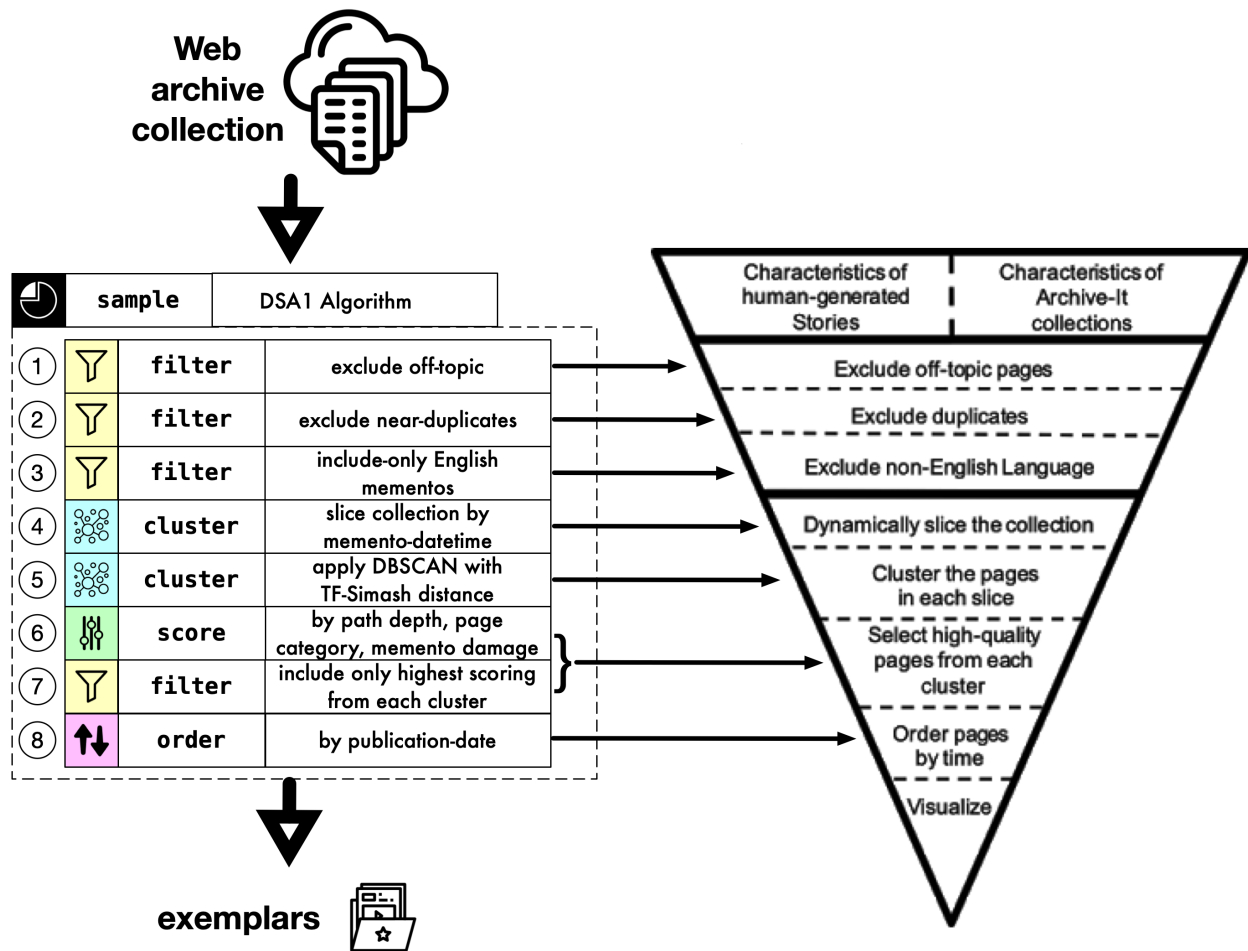 Web
archive
collection
sample
DSA1 Algorithm
1
filter
exclude off-topic
2
filter
exclude near-duplicates
3
filter
include-only English
mementos
4
cluster
slice collection by
memento-datetime
5
cluster
apply DBSCAN with
TF-Simash distance
6
score
by path depth, page
category, memento damage
7
filter
include only highest scoring
from each cluster
8
order
by publication-date
}
exemplars
Characteristics of
human-generated
Stories
Characteristics of
Archive-It
collections
Exclude off-topic pages
Exclude duplicates
Exclude non-English Language
Dynamically slice the collection
Cluster the pages
in each slice
Select high-quality
pages from each
cluster
Order pages
by time
Visualize